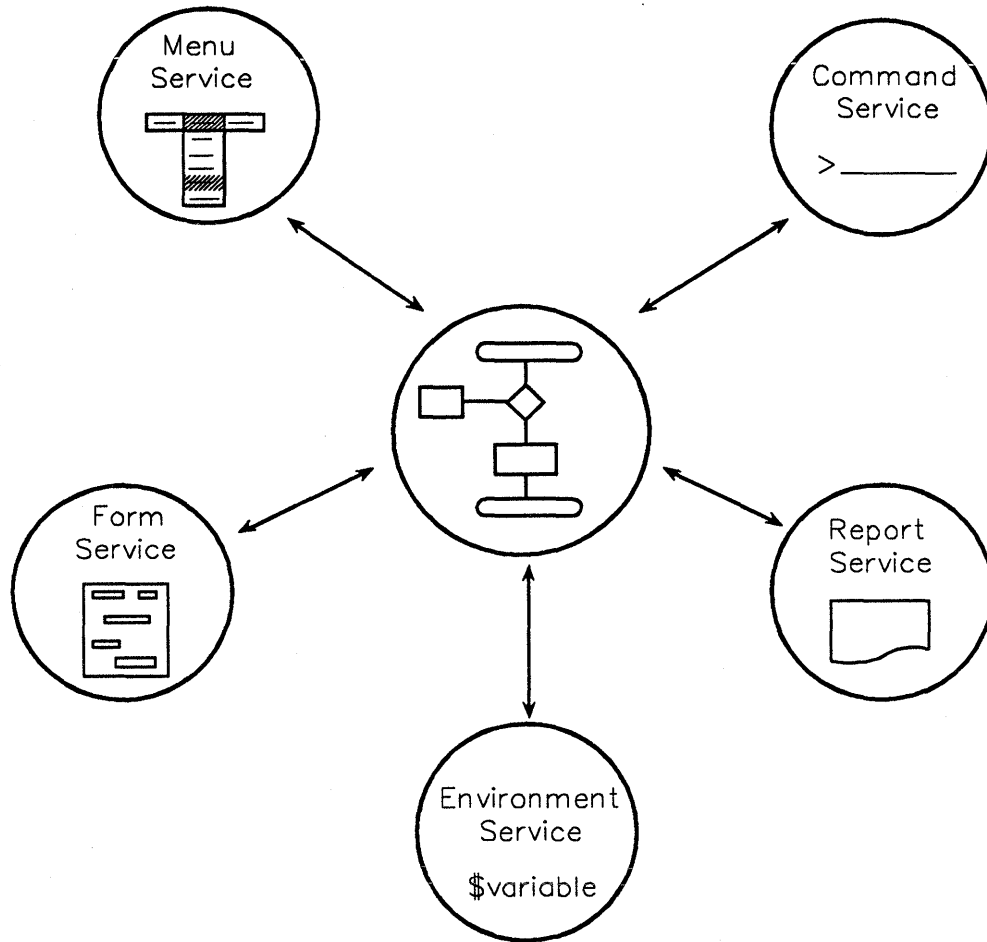 Menu
Service
Command
Service
>
Form
Service
Report
Service
Environment
Service
$variable